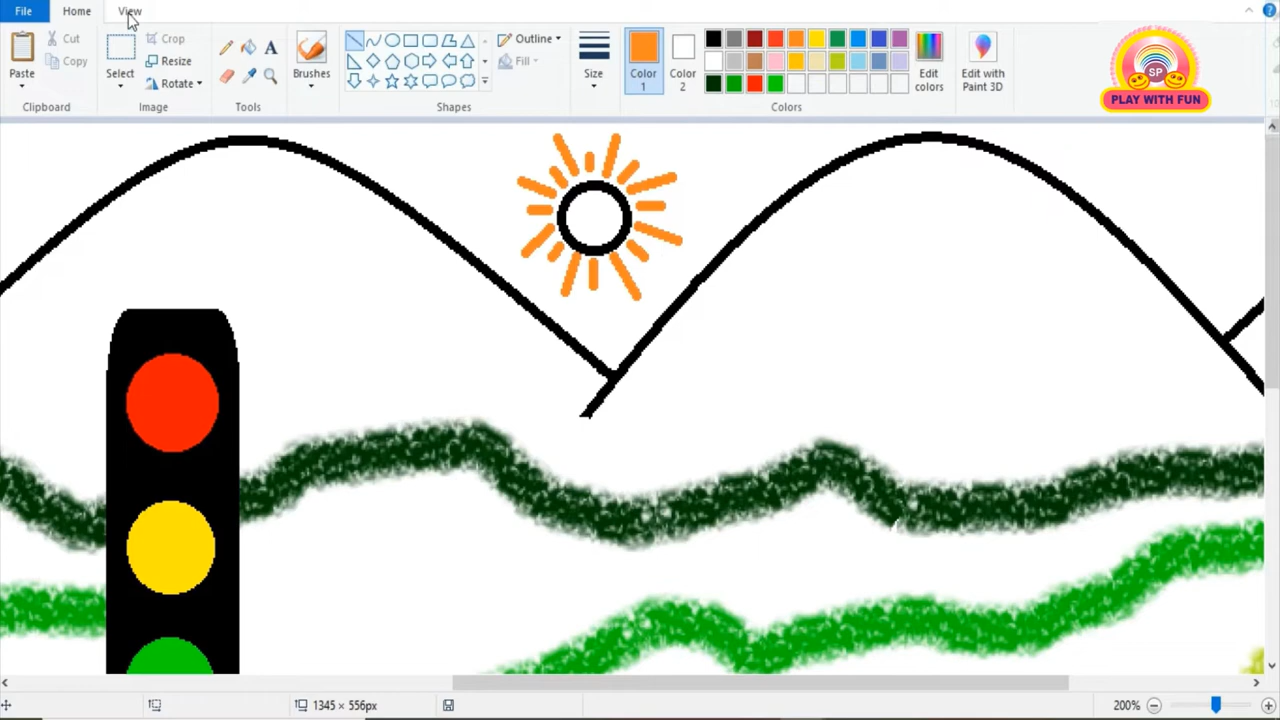 File Home View
Paste
Cut
Copy
Clipboard
Select
Crop
Resize
Rotate
Image
A
Tools
Brushes
Outline
Fill
Shapes
Size
Color 1
Color 2
Edit colors
Edit with Paint 3D
Colors
SP
PLAY WITH FUN
1345 × 556px
200%